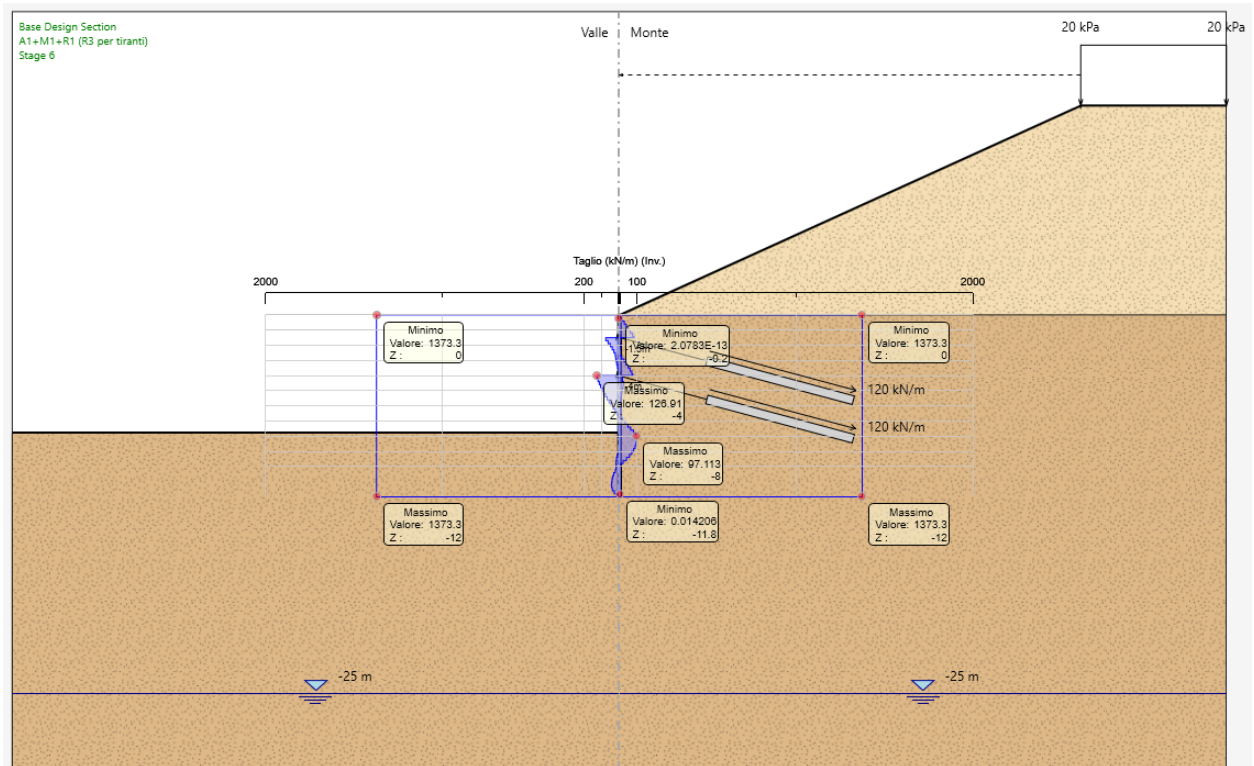 Base Design Section
A1+M1+R1 (R3 per tiranti)
Stage 6
Valle
Monte
20 kPa
20 kPa
Taglio (kN/m) (Inv.)
2000
200
100
2000
Minimo
Valore: 1373.3
Z : 0
Minimo
Valore: 2.0783E-13
Z : -0.2
Minimo
Valore: 1373.3
Z : 0
-1.5m
-4m
Massimo
Valore: 126.91
Z : -4
120 kN/m
120 kN/m
Massimo
Valore: 97.113
Z : -8
Massimo
Valore: 1373.3
Z : -12
Minimo
Valore: 0.014206
Z : -11.8
Massimo
Valore: 1373.3
Z : -12
-25 m
-25 m